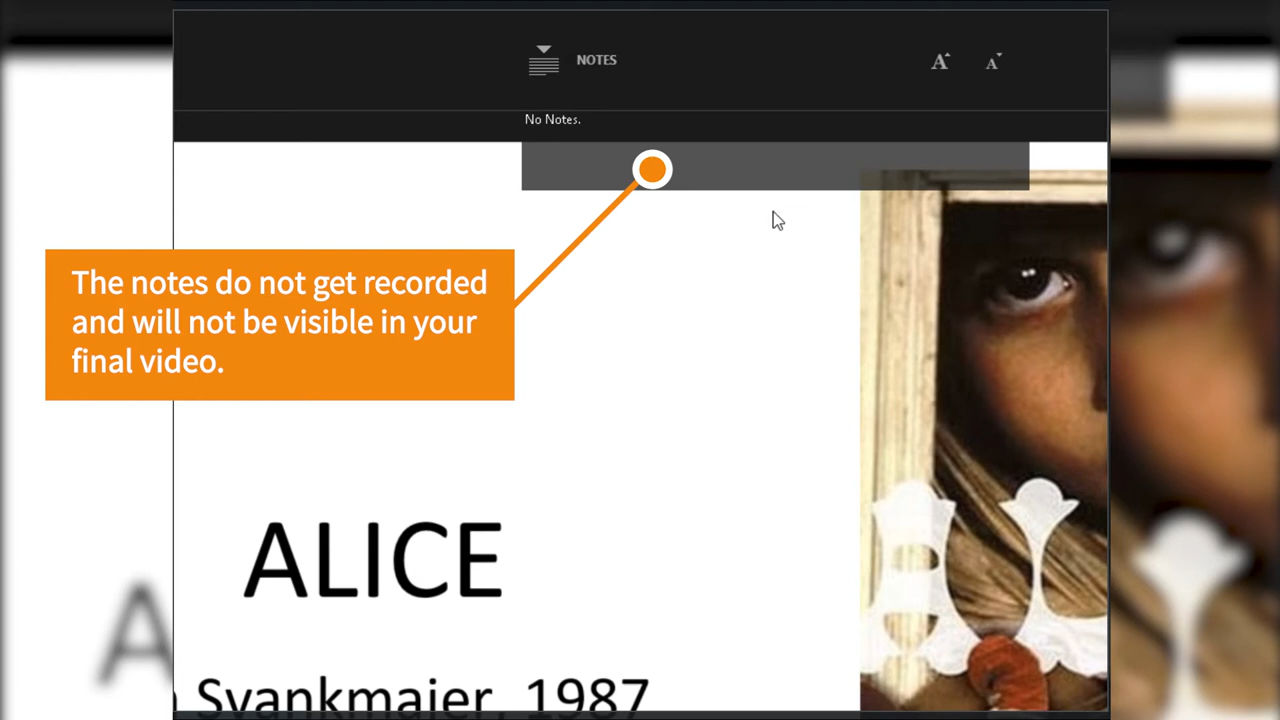 NOTES
A A
No Notes.
The notes do not get recorded
and will not be visible in your
final video.
ALICE
Svankmajer, 1987